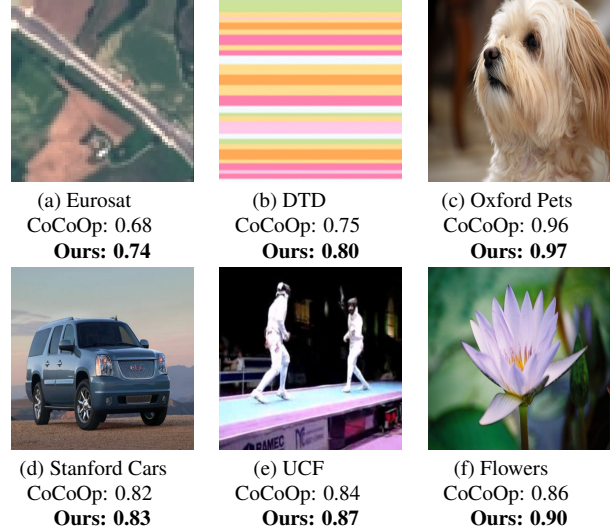 (a) Eurosat
CoCoOp: 0.68
Ours: 0.74
(b) DTD
CoCoOp: 0.75
Ours: 0.80
(c) Oxford Pets
CoCoOp: 0.96
Ours: 0.97
GMC
RAMEC
(d) Stanford Cars
CoCoOp: 0.82
Ours: 0.83
(e) UCF
CoCoOp: 0.84
Ours: 0.87
(f) Flowers
CoCoOp: 0.86
Ours: 0.90